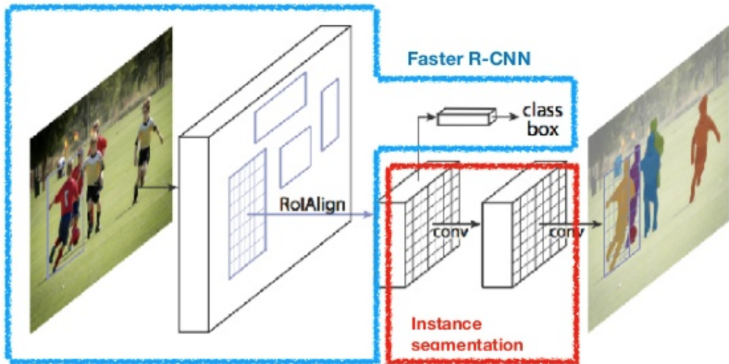 Faster R-CNN
class
box
RoIAlign
conv
conv
Instance
segmentation